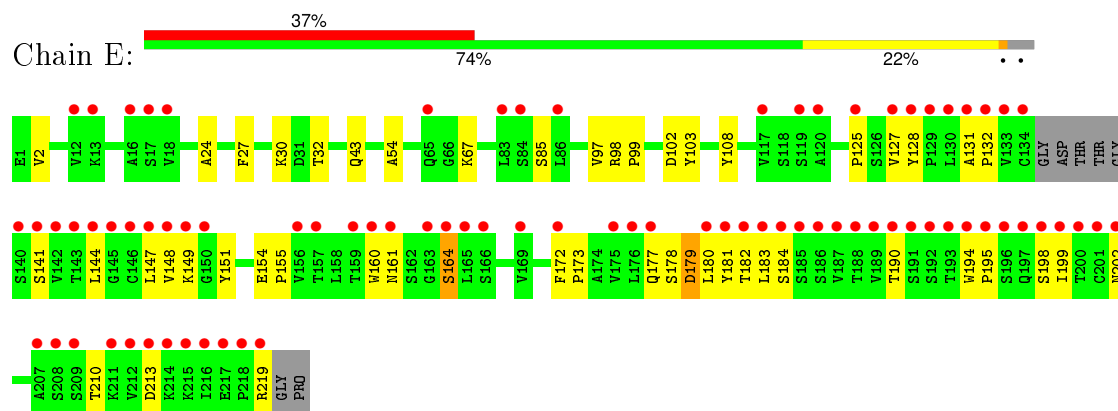 37%
Chain E:
74% 22% • •
E1 V2 V12 K13 A16 S17 V18 A24 F27 K30 D31 T32 Q43 A54 Q65 G66 K67 L83 S84 S85 L86 V97 R98 P99 D102 Y103 Y108 V117 S118 S119 A120 P125 S126 V127 Y128 P129 L130 A131 P132 V133 C134 GLY ASP THR THR GLY
S140 S141 V142 T143 L144 G145 C146 L147 V148 K149 G150 Y151 E154 P155 V156 T157 L158 T159 W160 N161 S162 G163 S164 L165 S166 V169 F172 P173 A174 V175 L176 Q177 S178 D179 L180 Y181 T182 L183 S184 S185 S186 V187 T188 V189 T190 S191 S192 T193 W194 P195 S196 Q197 S198 I199 T200 C201 N202
A207 S208 S209 T210 K211 V212 D213 K214 K215 I216 E217 P218 R219 GLY PRO